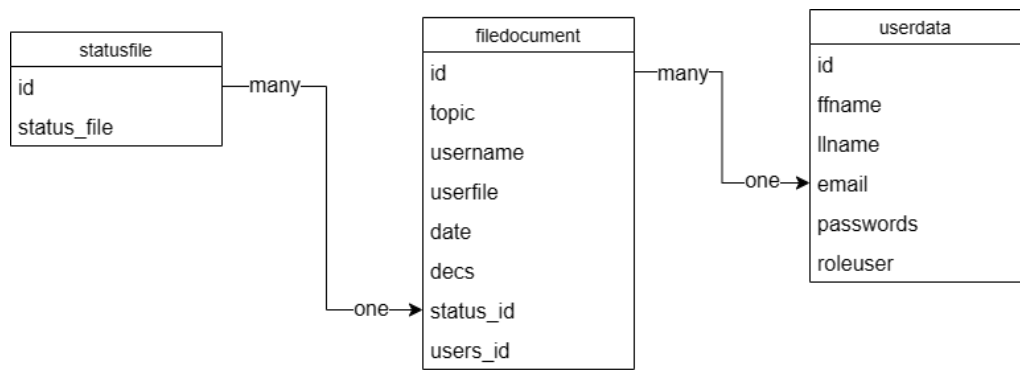 statusfile
id
status_file
many
one
filedocument
id
topic
username
userfile
date
decs
status_id
users_id
many
one
userdata
id
ffname
llname
email
passwords
roleuser